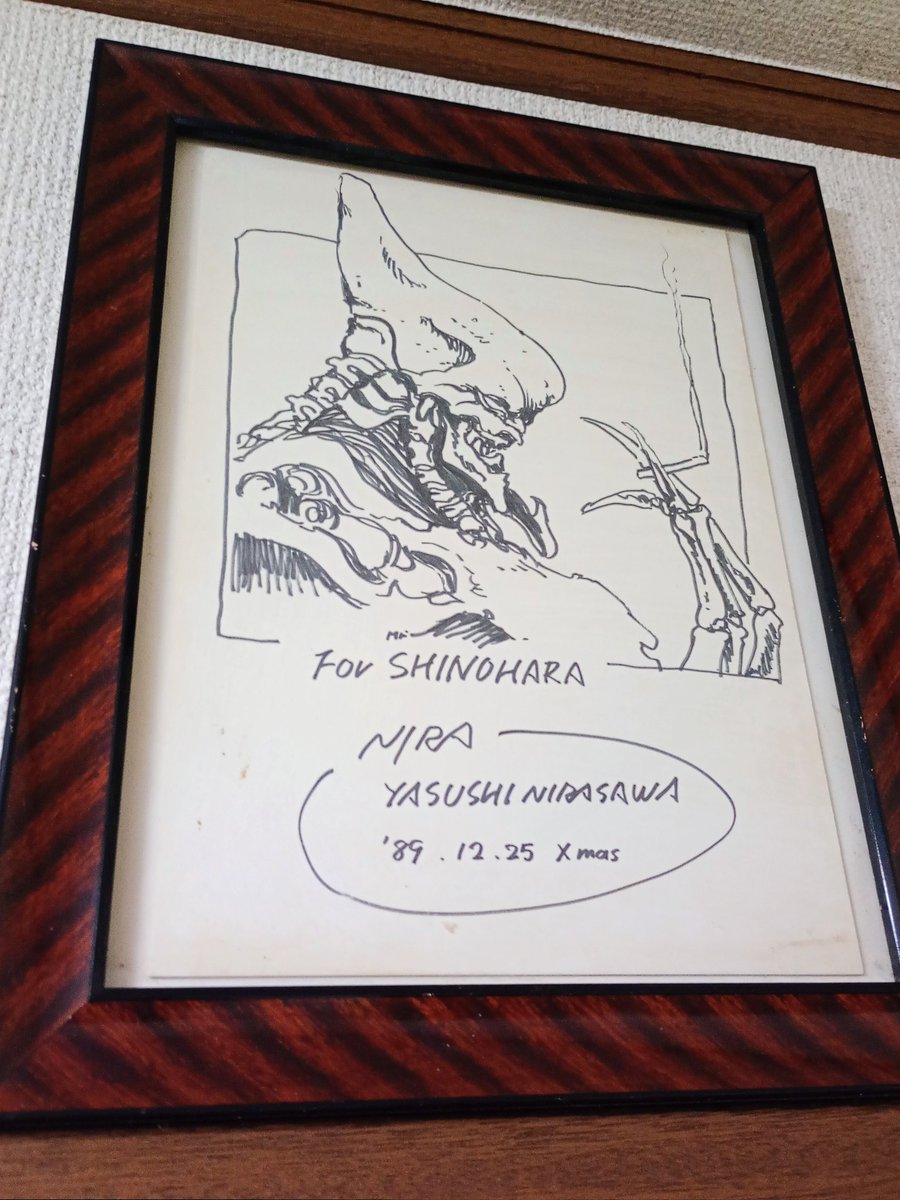 For SHINOHARA
NIRA
YASUSHI NIRASAWA
'89.12.25 Xmas